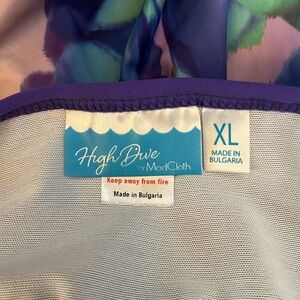 High Dive
by ModCloth
XL
MADE IN
BULGARIA
Keep away from fire
Made in Bulgaria